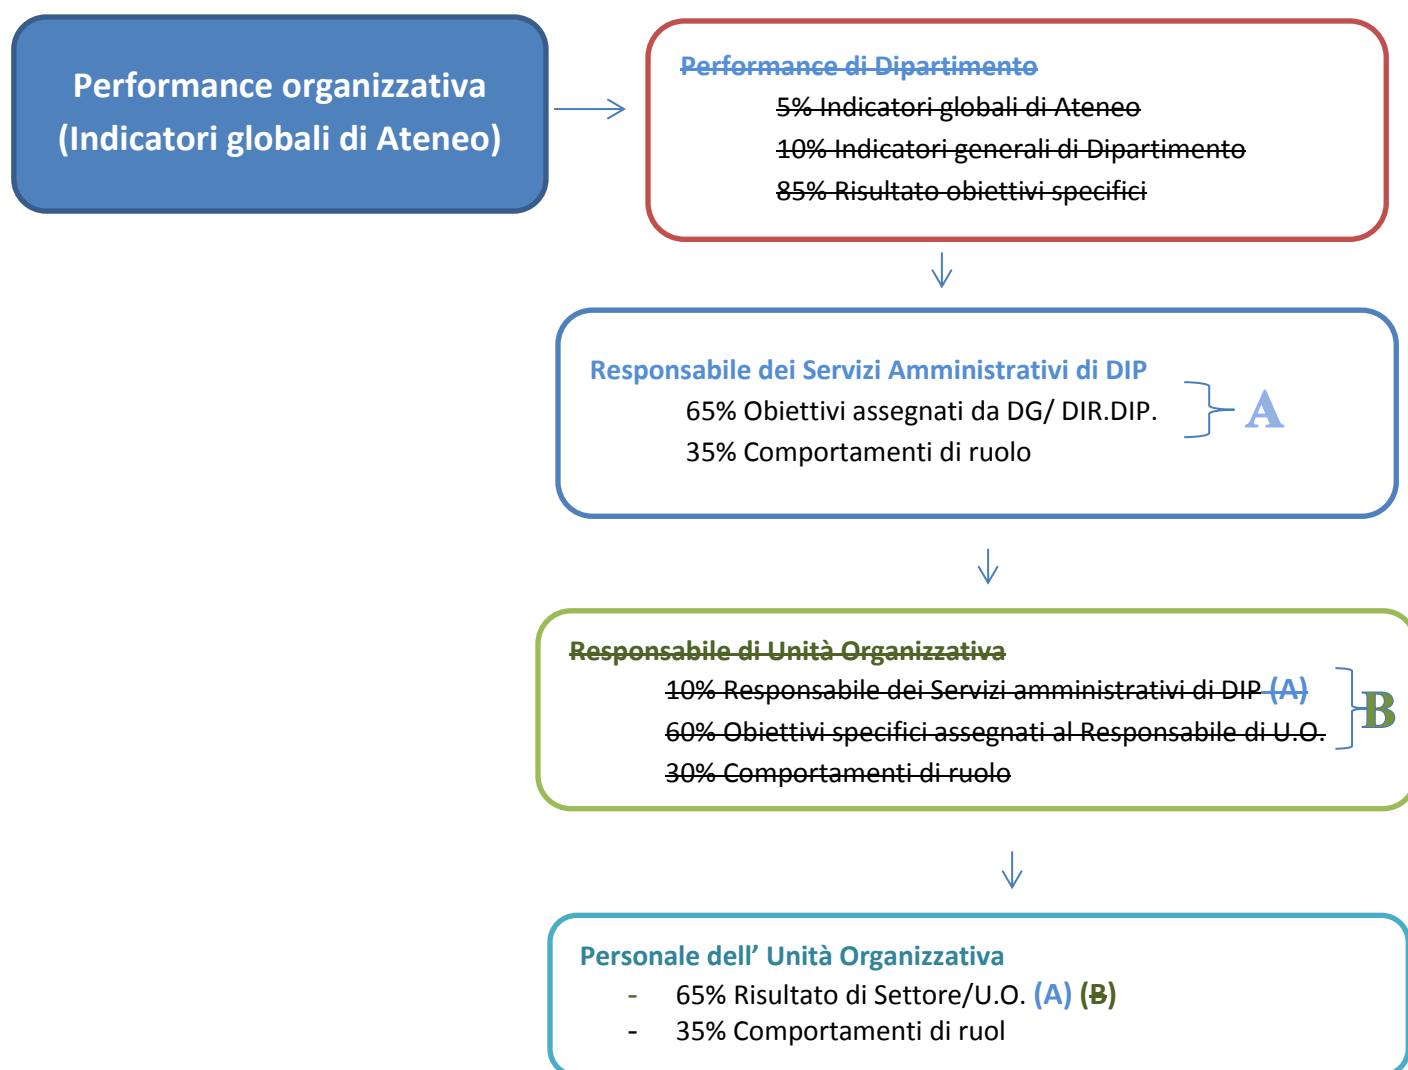 Performance organizzativa
(Indicatori globali di Ateneo)
Performance di Dipartimento
5% Indicatori globali di Ateneo
10% Indicatori generali di Dipartimento
85% Risultato obiettivi specifici
Responsabile dei Servizi Amministrativi di DIP
65% Obiettivi assegnati da DG/ DIR.DIP.
35% Comportamenti di ruolo
A
Responsabile di Unità Organizzativa
10% Responsabile dei Servizi amministrativi di DIP (A)
60% Obiettivi specifici assegnati al Responsabile di U.O.
30% Comportamenti di ruolo
B
Personale dell' Unità Organizzativa
- 65% Risultato di Settore/U.O. (A) (B)
- 35% Comportamenti di ruol